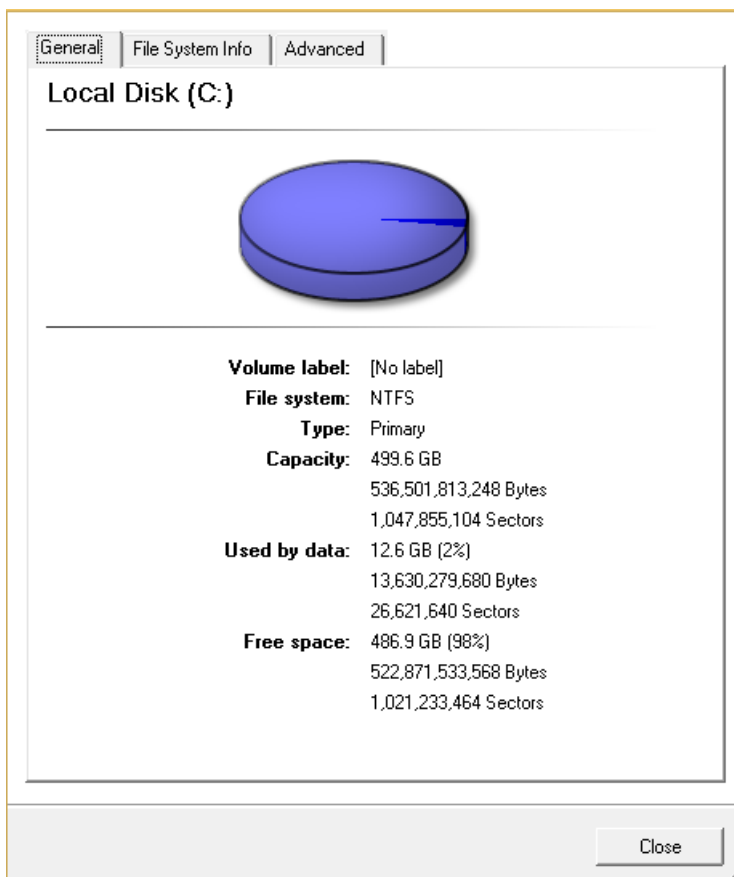 General File System Info Advanced
Local Disk (C:)
Volume label: [No label]
File system: NTFS
Type: Primary
Capacity: 499.6 GB
536,501,813,248 Bytes
1,047,855,104 Sectors
Used by data: 12.6 GB (2%)
13,630,279,680 Bytes
26,621,640 Sectors
Free space: 486.9 GB (98%)
522,871,533,568 Bytes
1,021,233,464 Sectors
Close